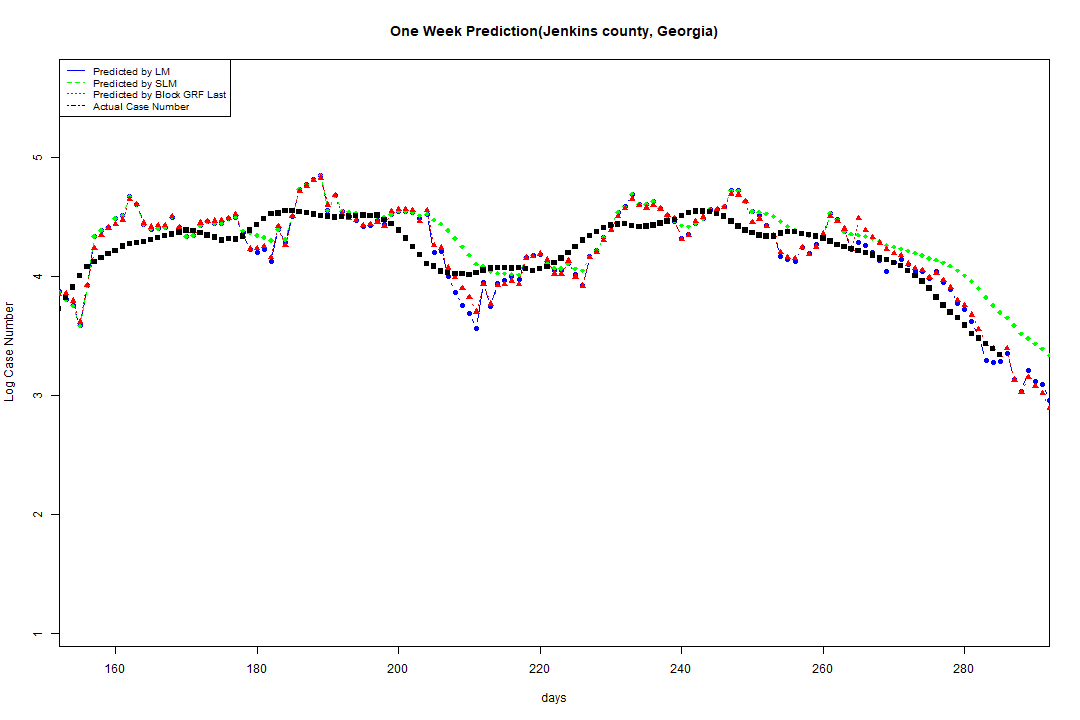 One Week Prediction(Jenkins county, Georgia)
Predicted by LM
Predicted by SLM
Predicted by Block GRF Last
Actual Case Number
5
4
3
2
1
Log Case Number
160 180 200 220 240 260 280
days